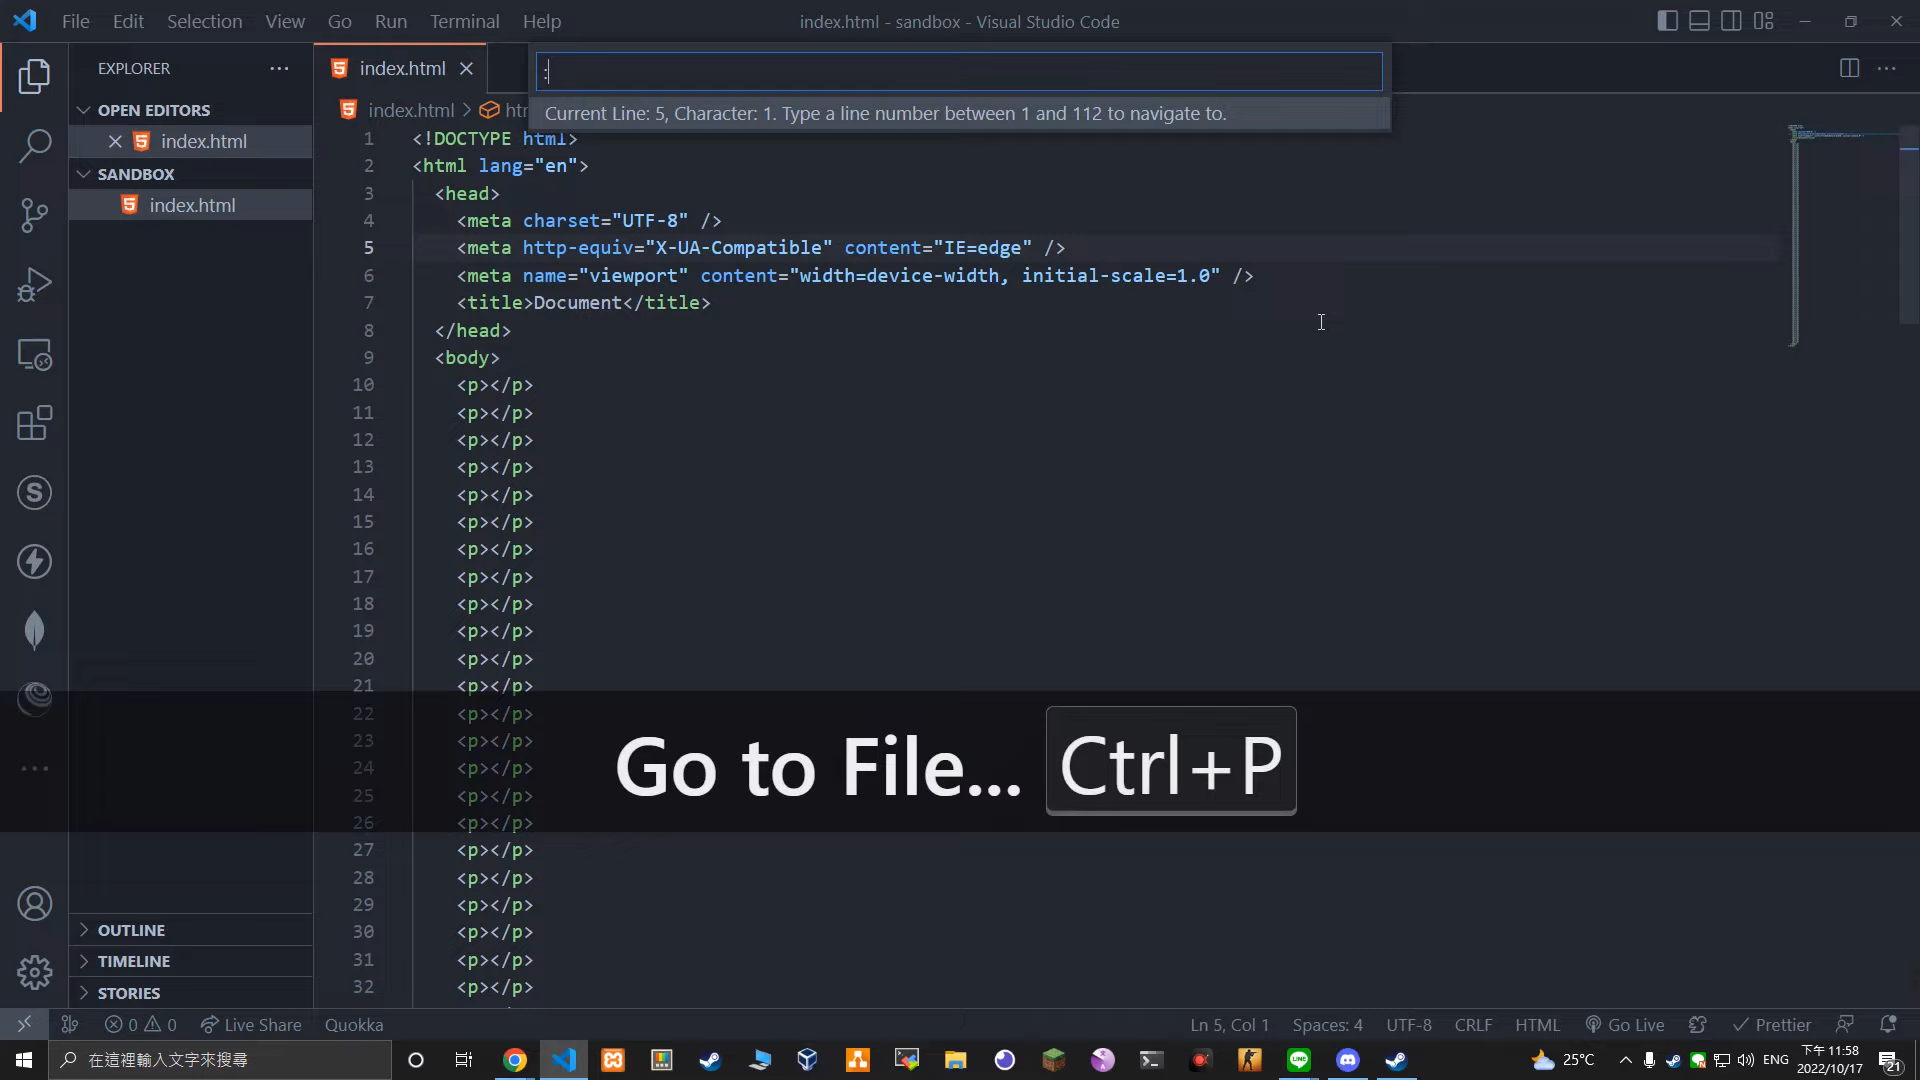 File Edit Selection View Go Run Terminal Help
index.html - sandbox - Visual Studio Code
EXPLORER
OPEN EDITORS
index.html
SANDBOX
index.html
index.html
:
Current Line: 5, Character: 1. Type a line number between 1 and 112 to navigate to.
index.html
1 <!DOCTYPE html>
2 <html lang="en">
3 <head>
4 <meta charset="UTF-8" />
5 <meta http-equiv="X-UA-Compatible" content="IE=edge" />
6 <meta name="viewport" content="width=device-width, initial-scale=1.0" />
7 <title>Document</title>
8 </head>
9 <body>
10 <p></p>
11 <p></p>
12 <p></p>
13 <p></p>
14 <p></p>
15 <p></p>
16 <p></p>
17 <p></p>
18 <p></p>
19 <p></p>
20 <p></p>
21 <p></p>
22 <p></p>
23 <p></p>
24 <p></p>
25 <p></p>
26 <p></p>
27 <p></p>
28 <p></p>
29 <p></p>
30 <p></p>
31 <p></p>
32 <p></p>
Go to File... Ctrl+P
OUTLINE
TIMELINE
STORIES
0 0 Live Share Quokka
Ln 5, Col 1 Spaces: 4 UTF-8 CRLF HTML Go Live Prettier
在這裡輸入文字來搜尋
25°C
ENG
下午 11:58
2022/10/17
21